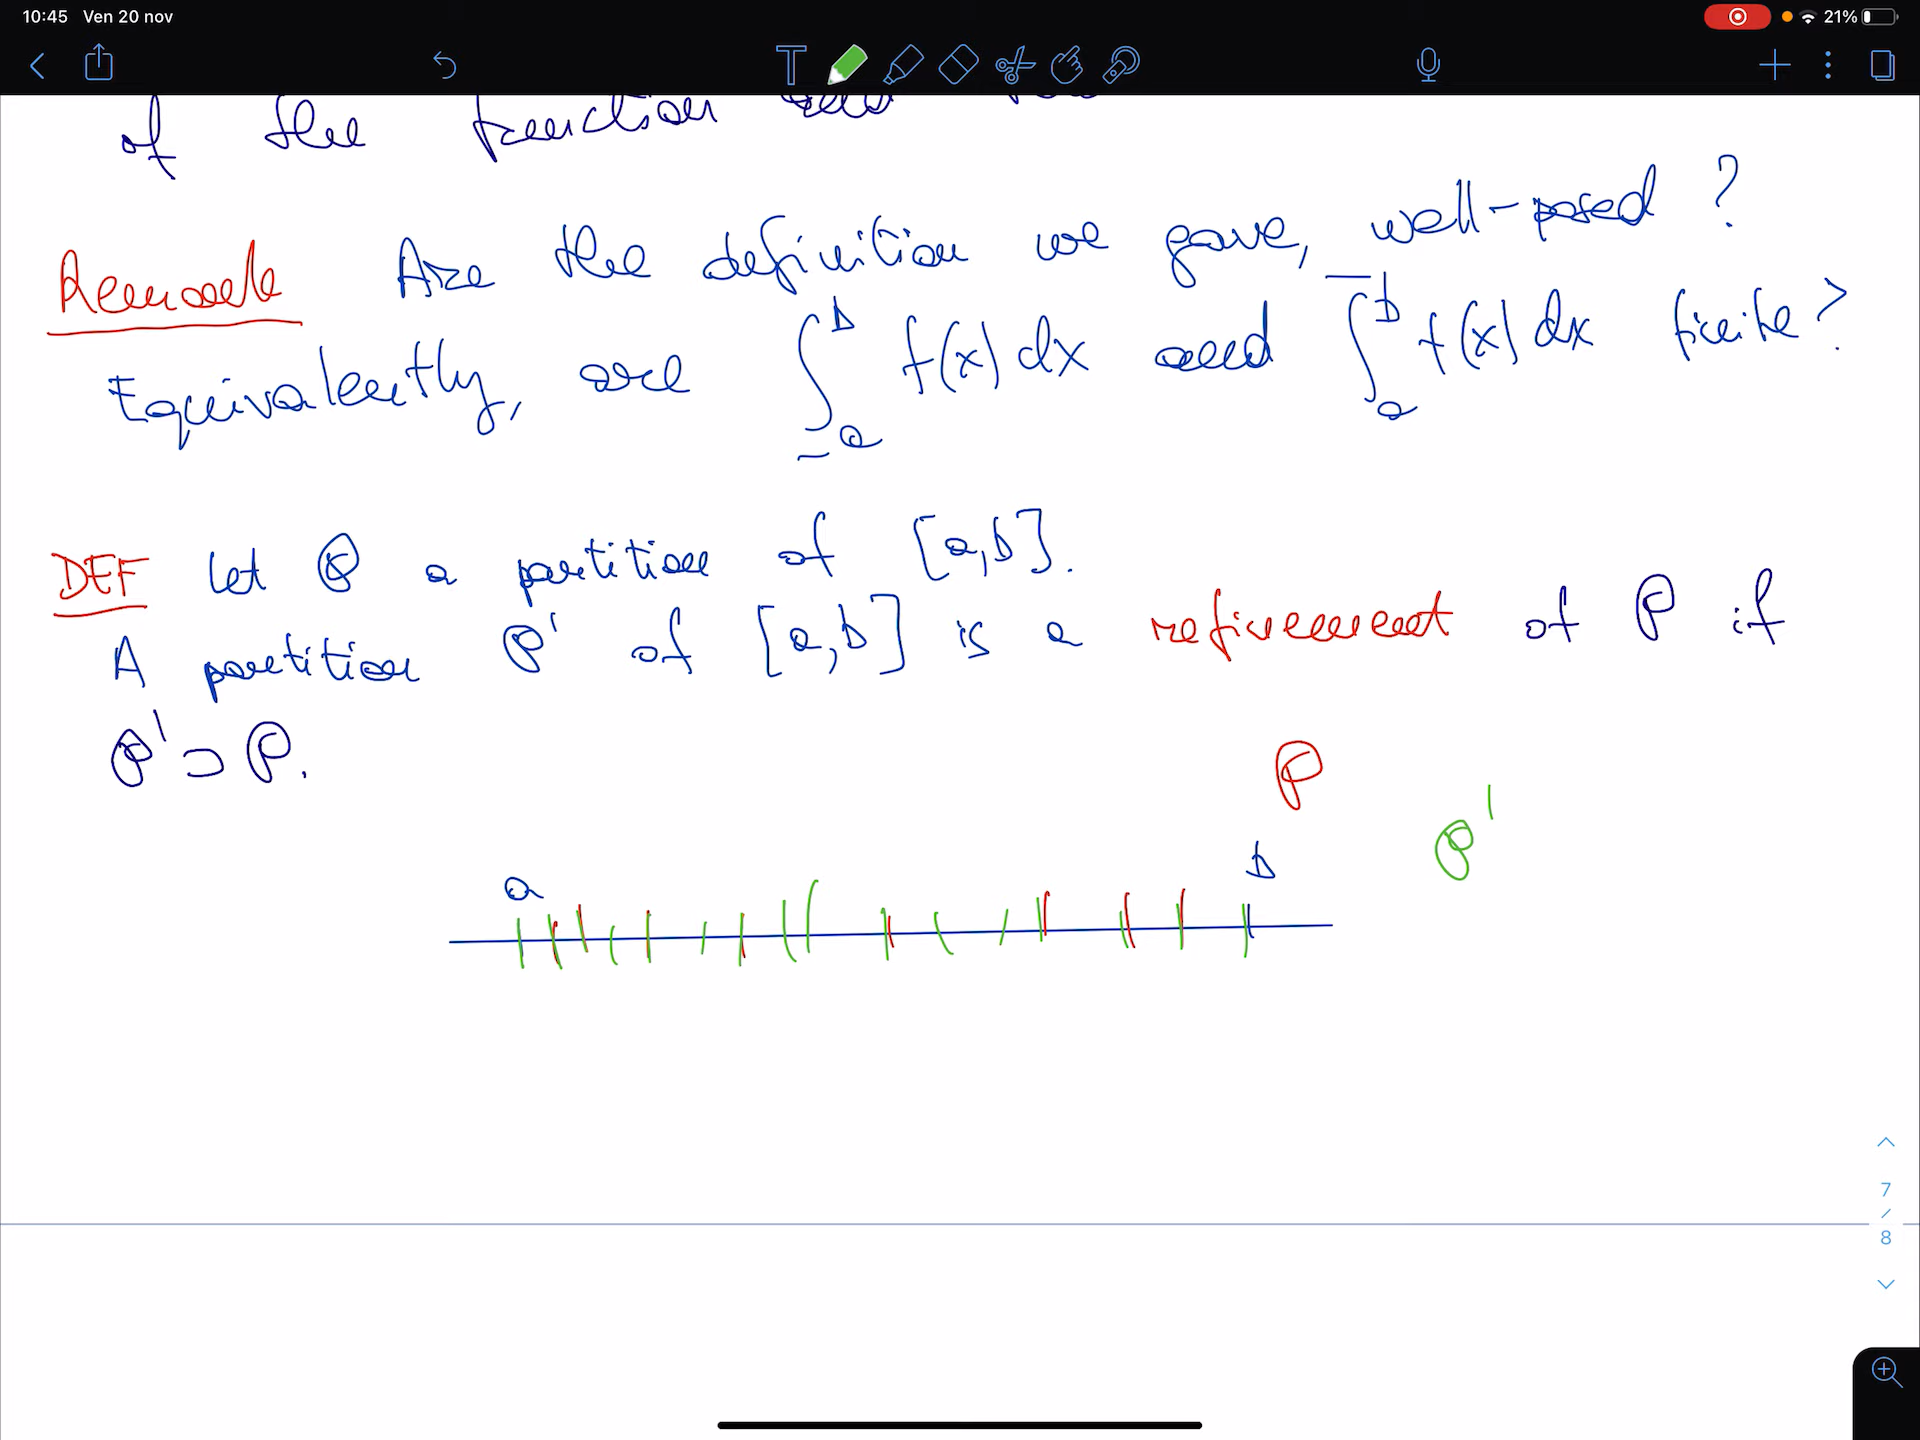 10:45 Ven 20 nov 21%
of the function and
Remark Are the definition we gave, well-posed ?
Equivalently, are ∫_a^b f(x) dx and ∫_a^b f(x) dx finite ?
DEF Let P a partition of [a,b].
A partition P' of [a,b] is a refinement of P if
P' ⊃ P.
P
P'
a b
7
/
8